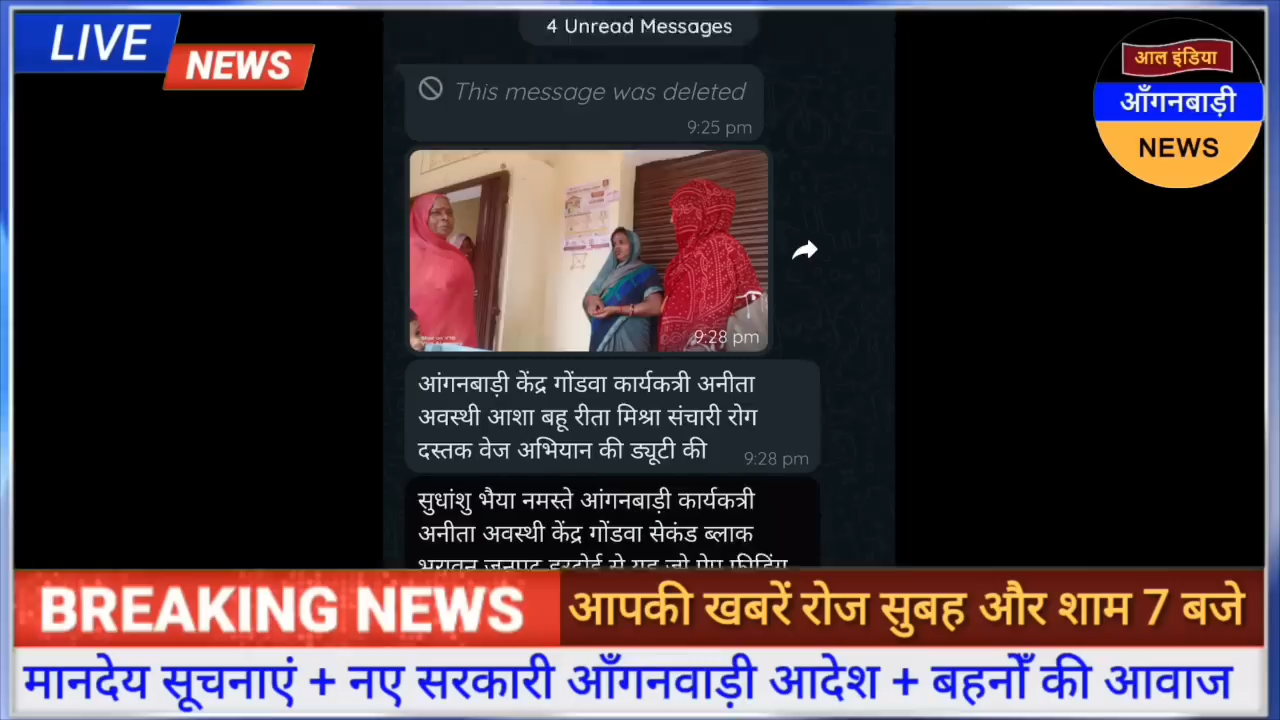 LIVE
NEWS
4 Unread Messages
आल इंडिया
आँगनबाड़ी
NEWS
This message was deleted
9:25 pm
9:28 pm
आंगनबाड़ी केंद्र गोंडवा कार्यकत्री अनीता
अवस्थी आशा बहू रीता मिश्रा संचारी रोग
दस्तक वेज अभियान की ड्यूटी की
9:28 pm
सुधांशु भैया नमस्ते आंगनबाड़ी कार्यकत्री
अनीता अवस्थी केंद्र गोंडवा सेकंड ब्लाक
BREAKING NEWS
आपकी खबरें रोज सुबह और शाम 7 बजे
मानदेय सूचनाएं + नए सरकारी आँगनवाड़ी आदेश + बहनोँ की आवाज